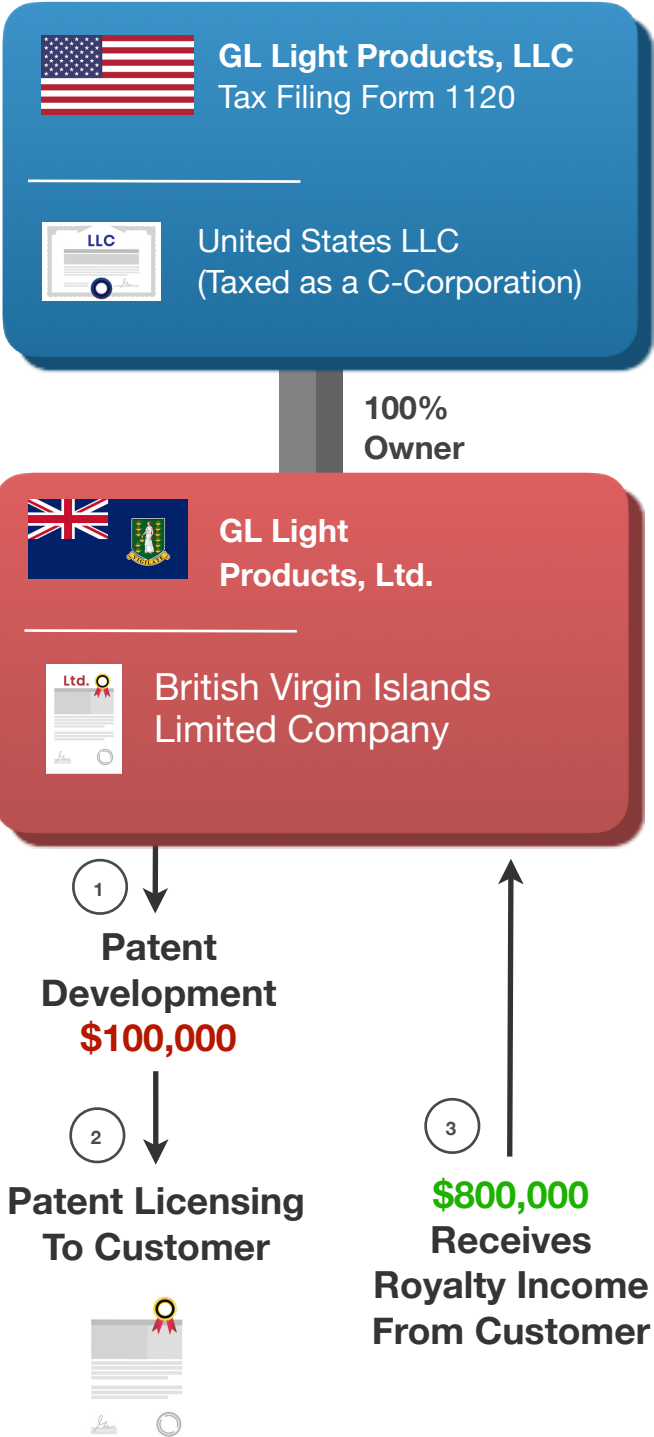 GL Light Products, LLC
Tax Filing Form 1120
LLC
United States LLC
(Taxed as a C-Corporation)
100%
Owner
VIGILATE
GL Light
Products, Ltd.
Ltd.
British Virgin Islands
Limited Company
1
Patent
Development
$100,000
2
Patent Licensing
To Customer
3
$800,000
Receives
Royalty Income
From Customer